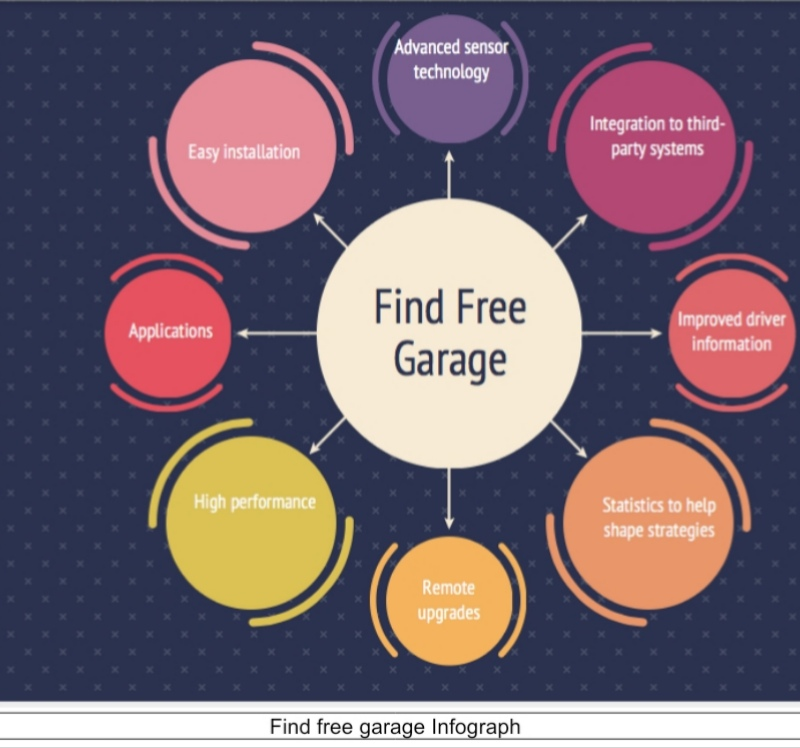 Advanced sensor
technology
Integration to third-
party systems
Easy installation
Find Free
Garage
Applications
Improved driver
information
High performance
Statistics to help
shape strategies
Remote
upgrades
Find free garage Infograph